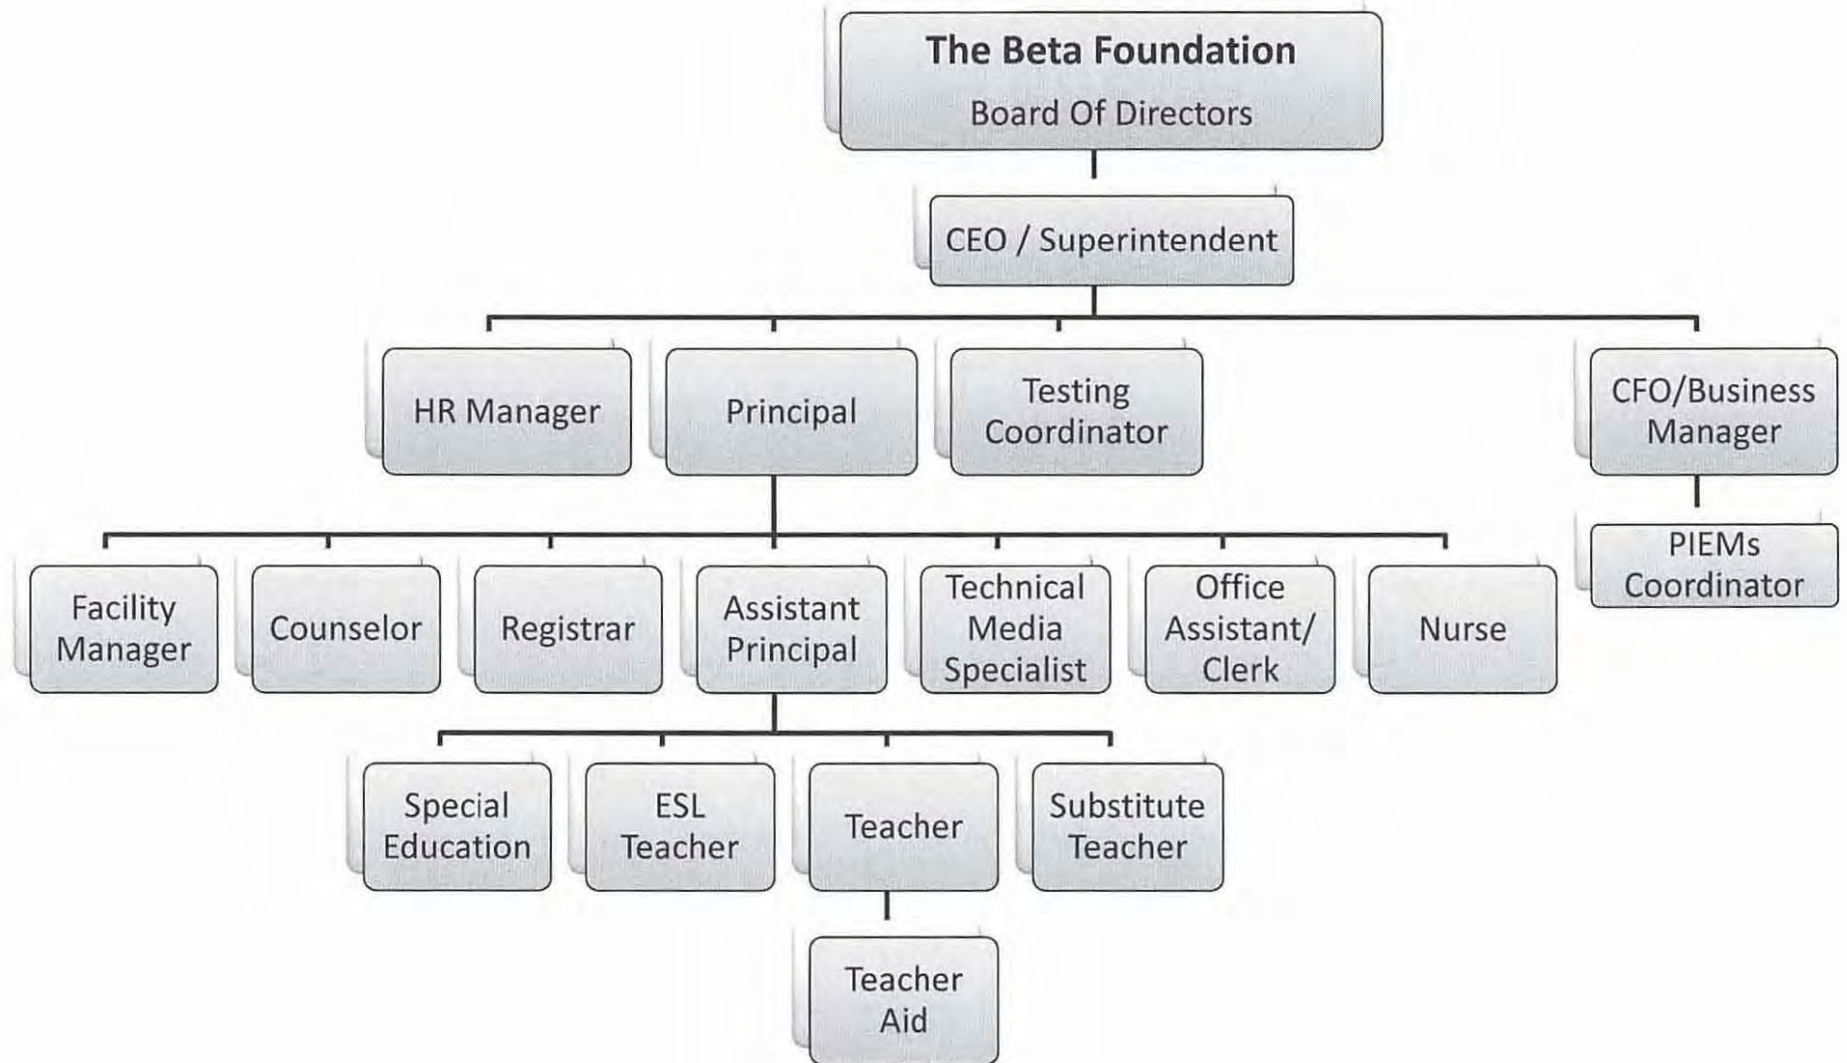 The Beta Foundation
Board Of Directors
CEO / Superintendent
HR Manager
Principal
Testing
Coordinator
CFO/Business
Manager
PIEMs
Coordinator
Facility
Manager
Counselor
Registrar
Assistant
Principal
Technical
Media
Specialist
Office
Assistant/
Clerk
Nurse
Special
Education
ESL
Teacher
Teacher
Substitute
Teacher
Teacher
Aid